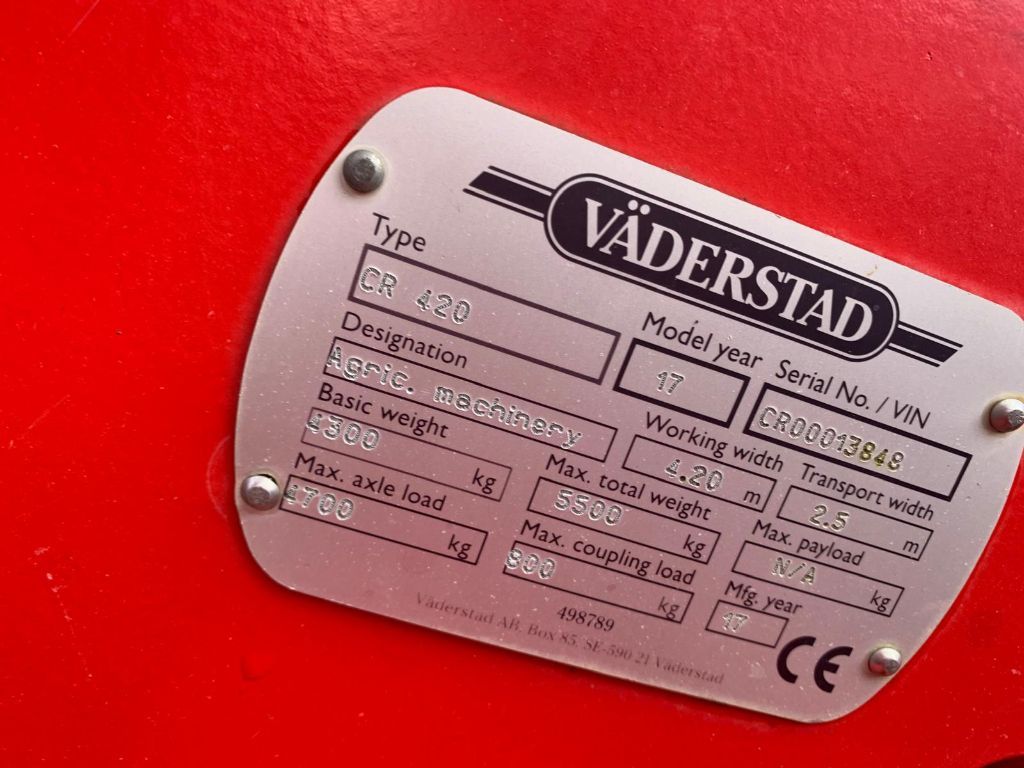 VÄDERSTAD
Type
CR 420
Model year
17
Serial No. / VIN
CR00013848
Designation
Agric. machinery
Working width
4.20 m
Transport width
2.5 m
Basic weight
4300 kg
Max. total weight
5500 kg
Max. payload
N/A kg
Max. axle load
4700 kg
Max. coupling load
800 kg
Mfg. year
17
498789
CE
Väderstad AB, Box 85, SE-590 21 Väderstad